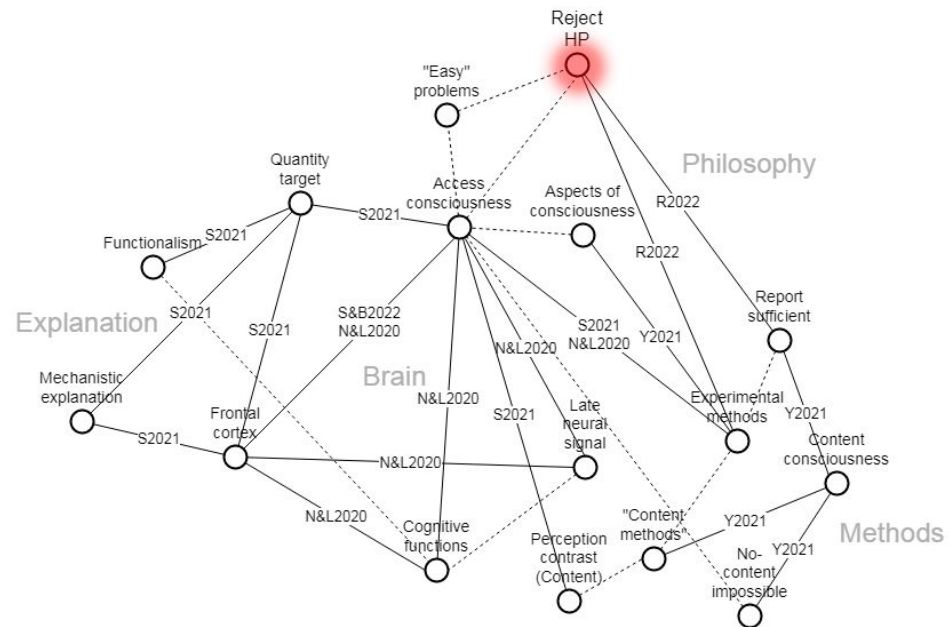 Reject
HP
"Easy"
problems
Philosophy
Quantity
target
Access
consciousness
Aspects of
consciousness
R2022
S2021
Functionalism
S2021
R2022
Explanation
S2021
S2021
S&B2022
N&L2020
S2021
N&L2020
Y2021
Report
sufficient
N&L2020
Brain
Mechanistic
explanation
N&L2020
S2021
Late
neural
signal
Experimental
methods
Y2021
Frontal
cortex
S2021
Content
consciousness
N&L2020
N&L2020
Cognitive
functions
Perception
contrast
(Content)
"Content
methods"
Y2021
Methods
No-
content
impossible
Y2021